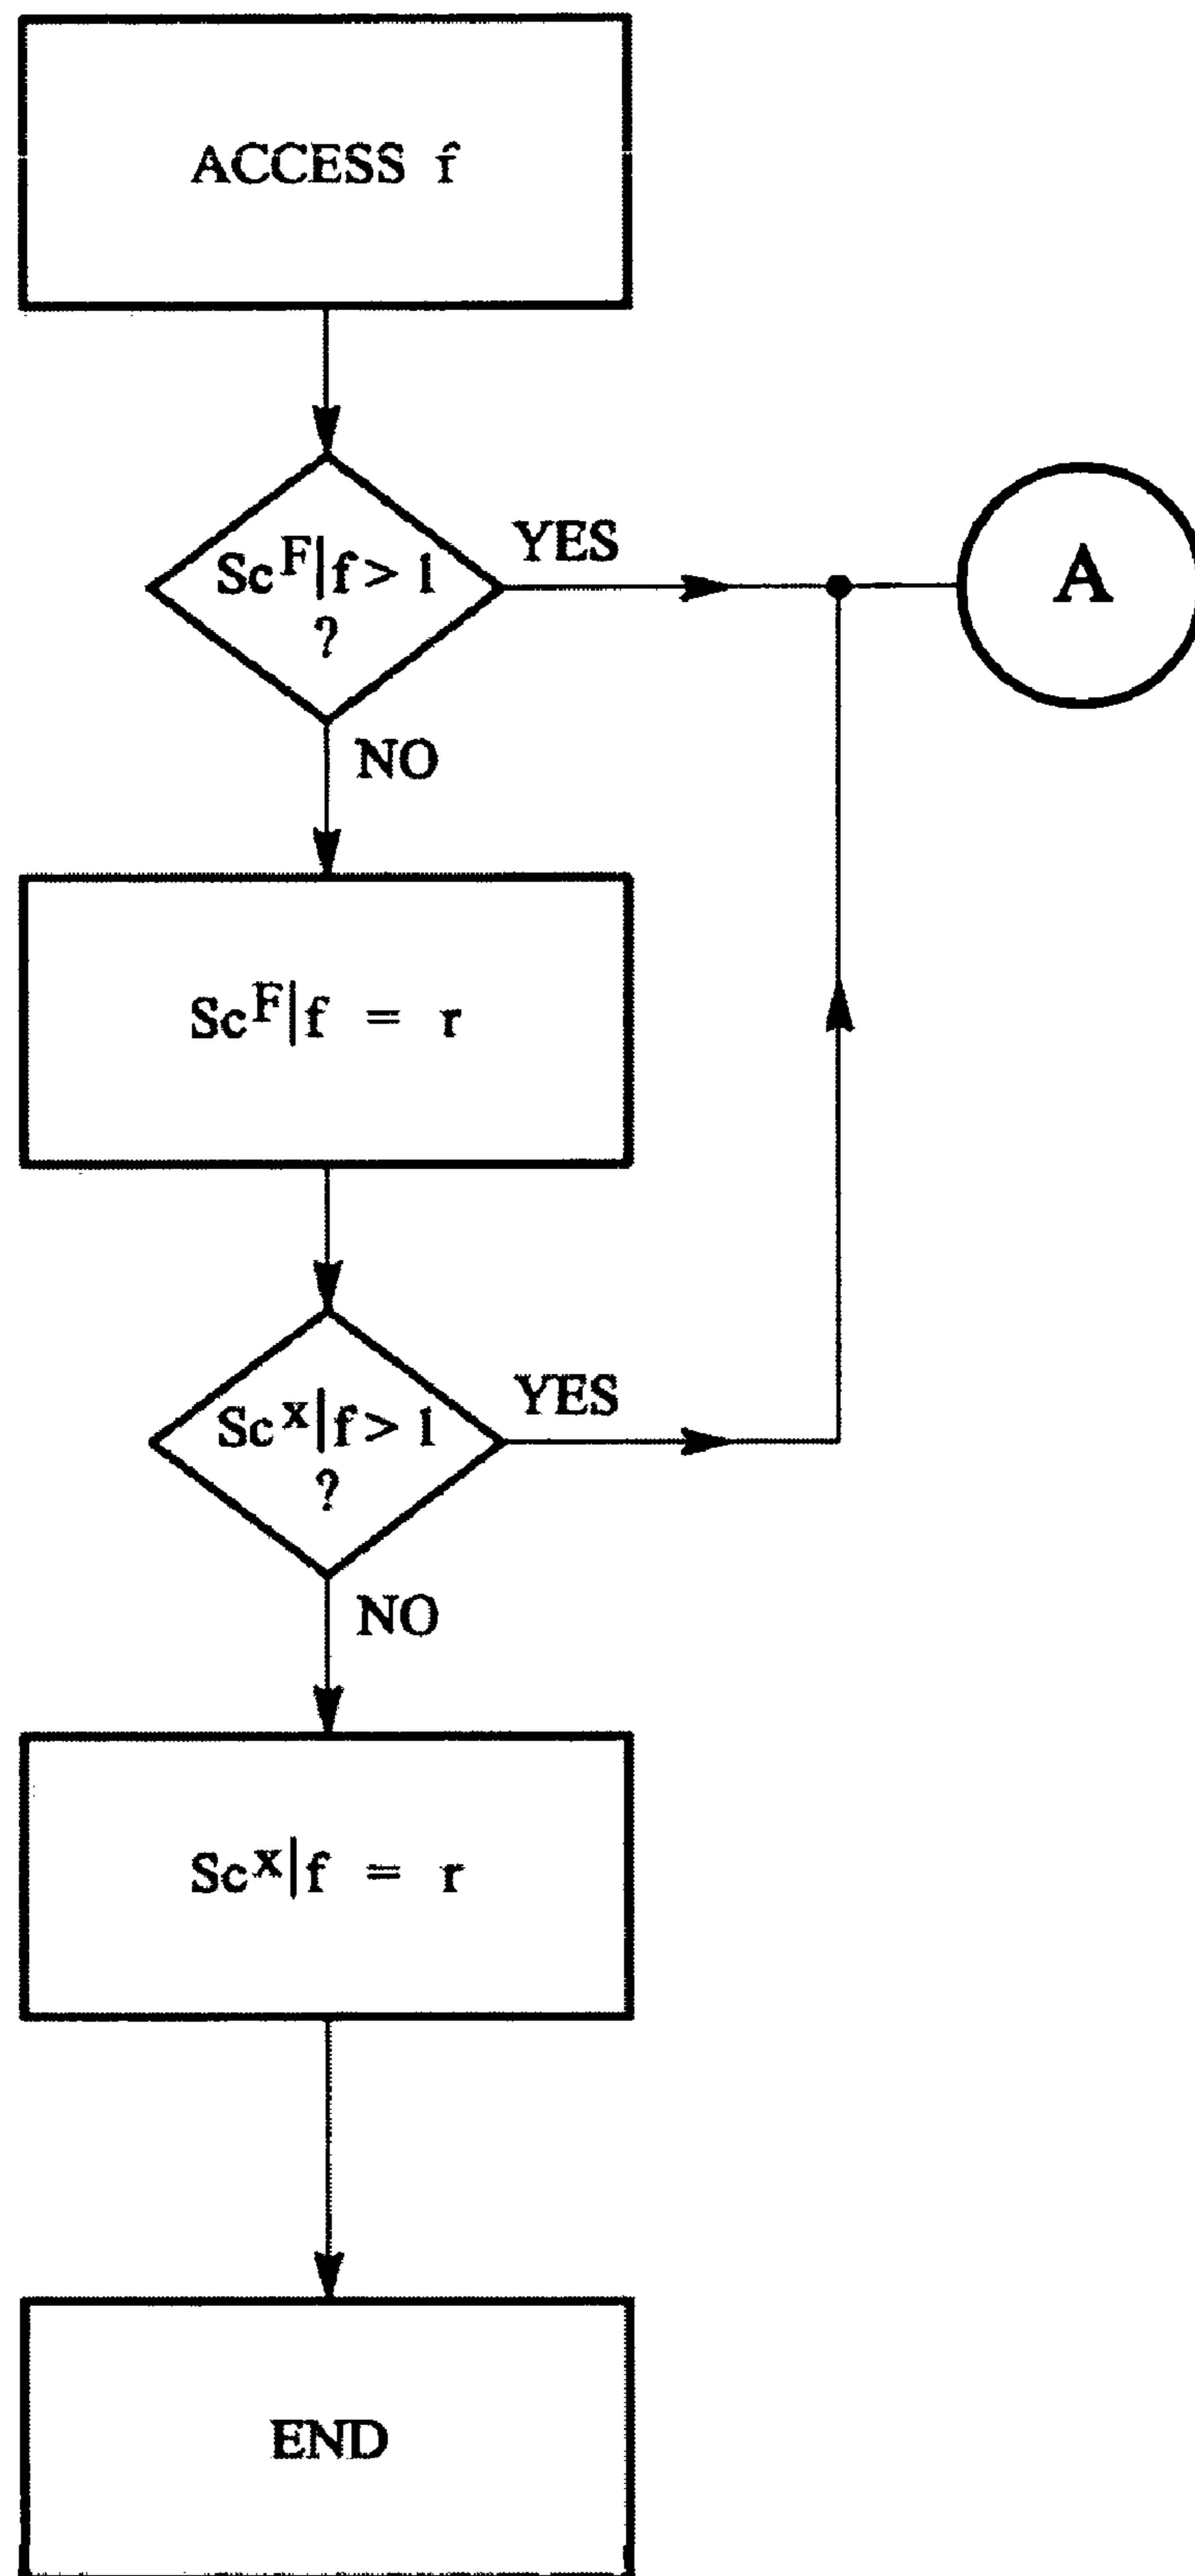 ACCESS f
Sc^F|f > 1
?
YES
A
NO
Sc^F|f = r
Sc^x|f > 1
?
YES
NO
Sc^x|f = r
END